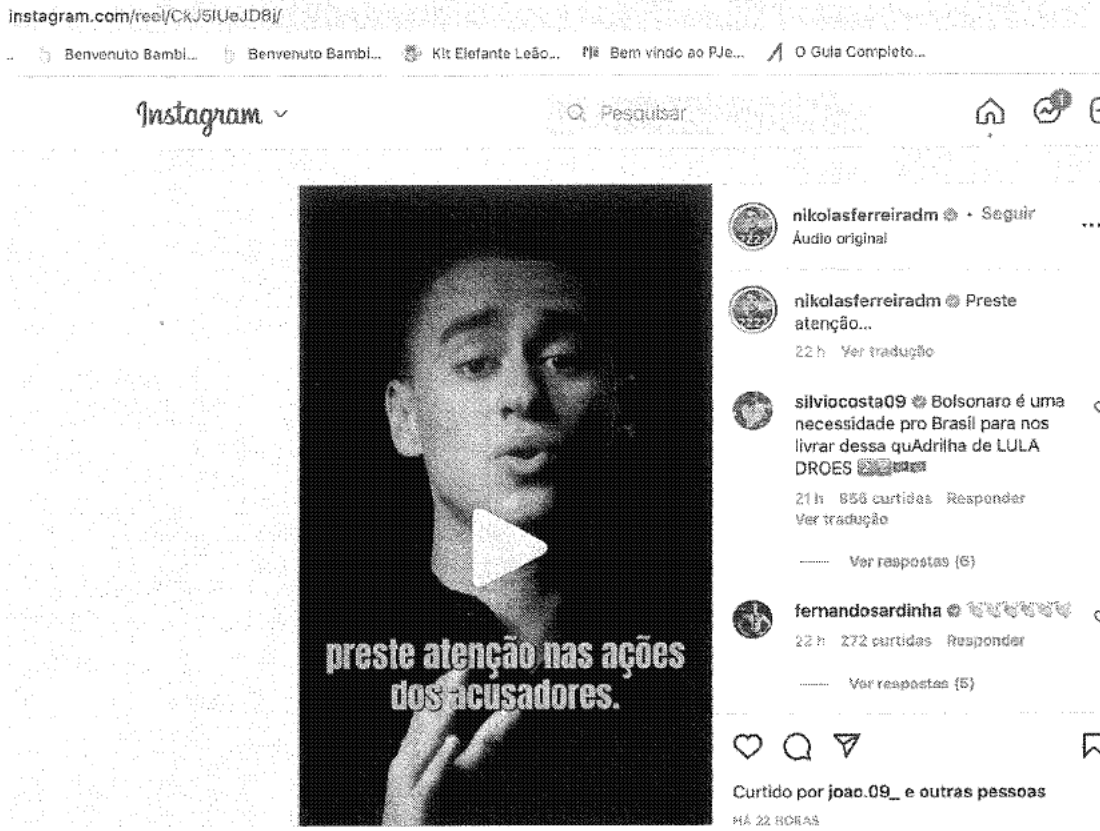 instagram.com/reel/CkJ5IUeJD8j/
Benvenuto Bambi... Benvenuto Bambi... Kit Elefante Leão... Bem vindo ao PJe... O Guia Completo...
Instagram
Pesquisar
1
nikolasferreiradm • Seguir
Áudio original
nikolasferreiradm Preste
atenção...
22 h Ver tradução
silviocosta09 Bolsonaro é uma
necessidade pro Brasil para nos
livrar dessa quAdrilha de LULA
DROES
21 h 856 curtidas Responder
Ver tradução
Ver respostas (6)
fernandosardinha
22 h 272 curtidas Responder
Ver respostas (5)
preste atenção nas ações
dos acusadores.
Curtido por joao.09_ e outras pessoas
HÁ 22 HORAS